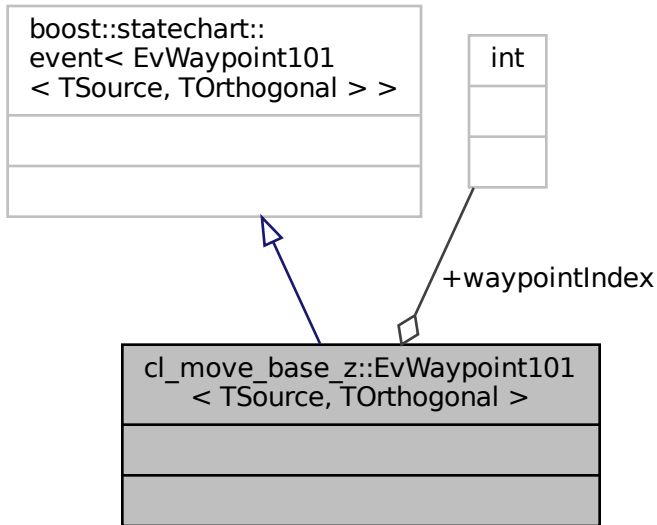 boost::statechart::
event< EvWaypoint101
< TSource, TOrthogonal > >
int
+waypointIndex
cl_move_base_z::EvWaypoint101
< TSource, TOrthogonal >